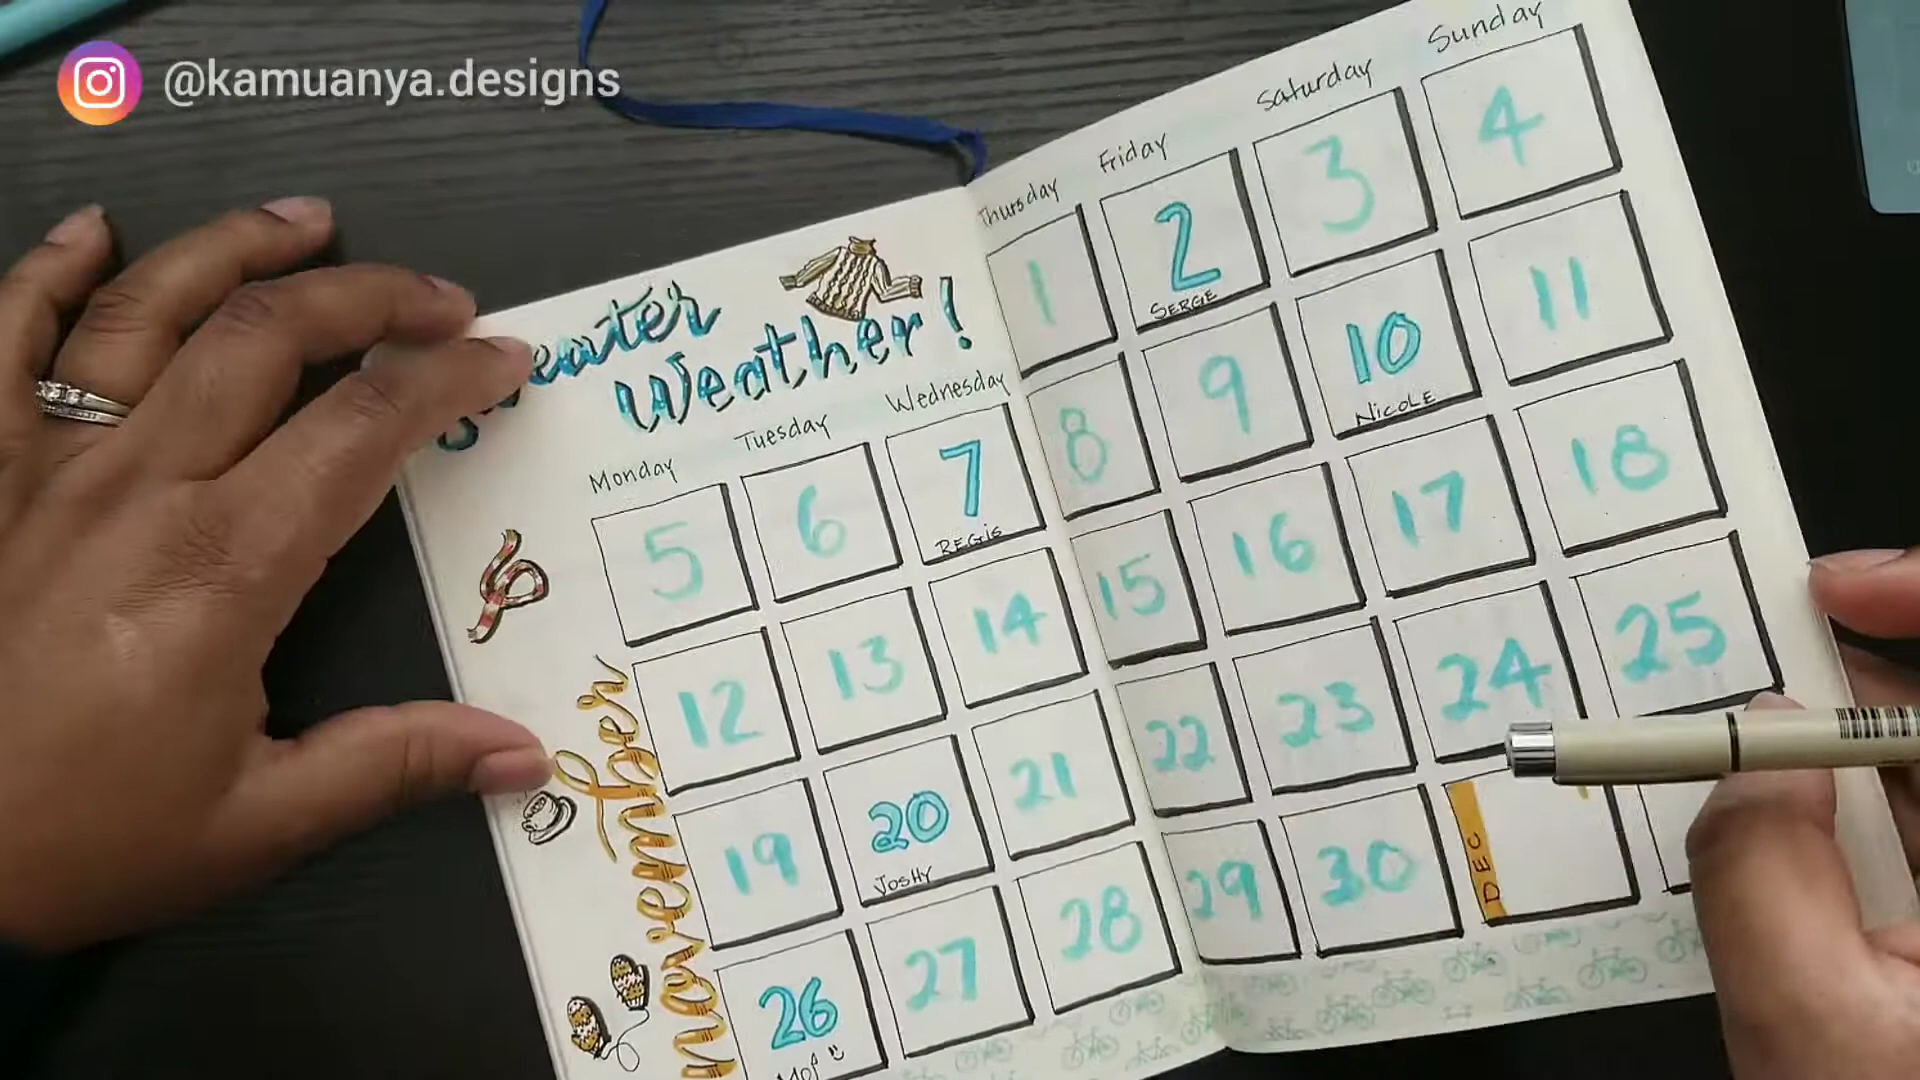 @kamuanya.designs
Sweater
Weather!
november
Monday Tuesday Wednesday Thursday Friday Saturday Sunday
1 2 3 4
SERGE
5 6 7 8 9 10 11
REGIS NICOLE
12 13 14 15 16 17 18
19 20 21 22 23 24 25
JOSHY
26 27 28 29 30
DEC